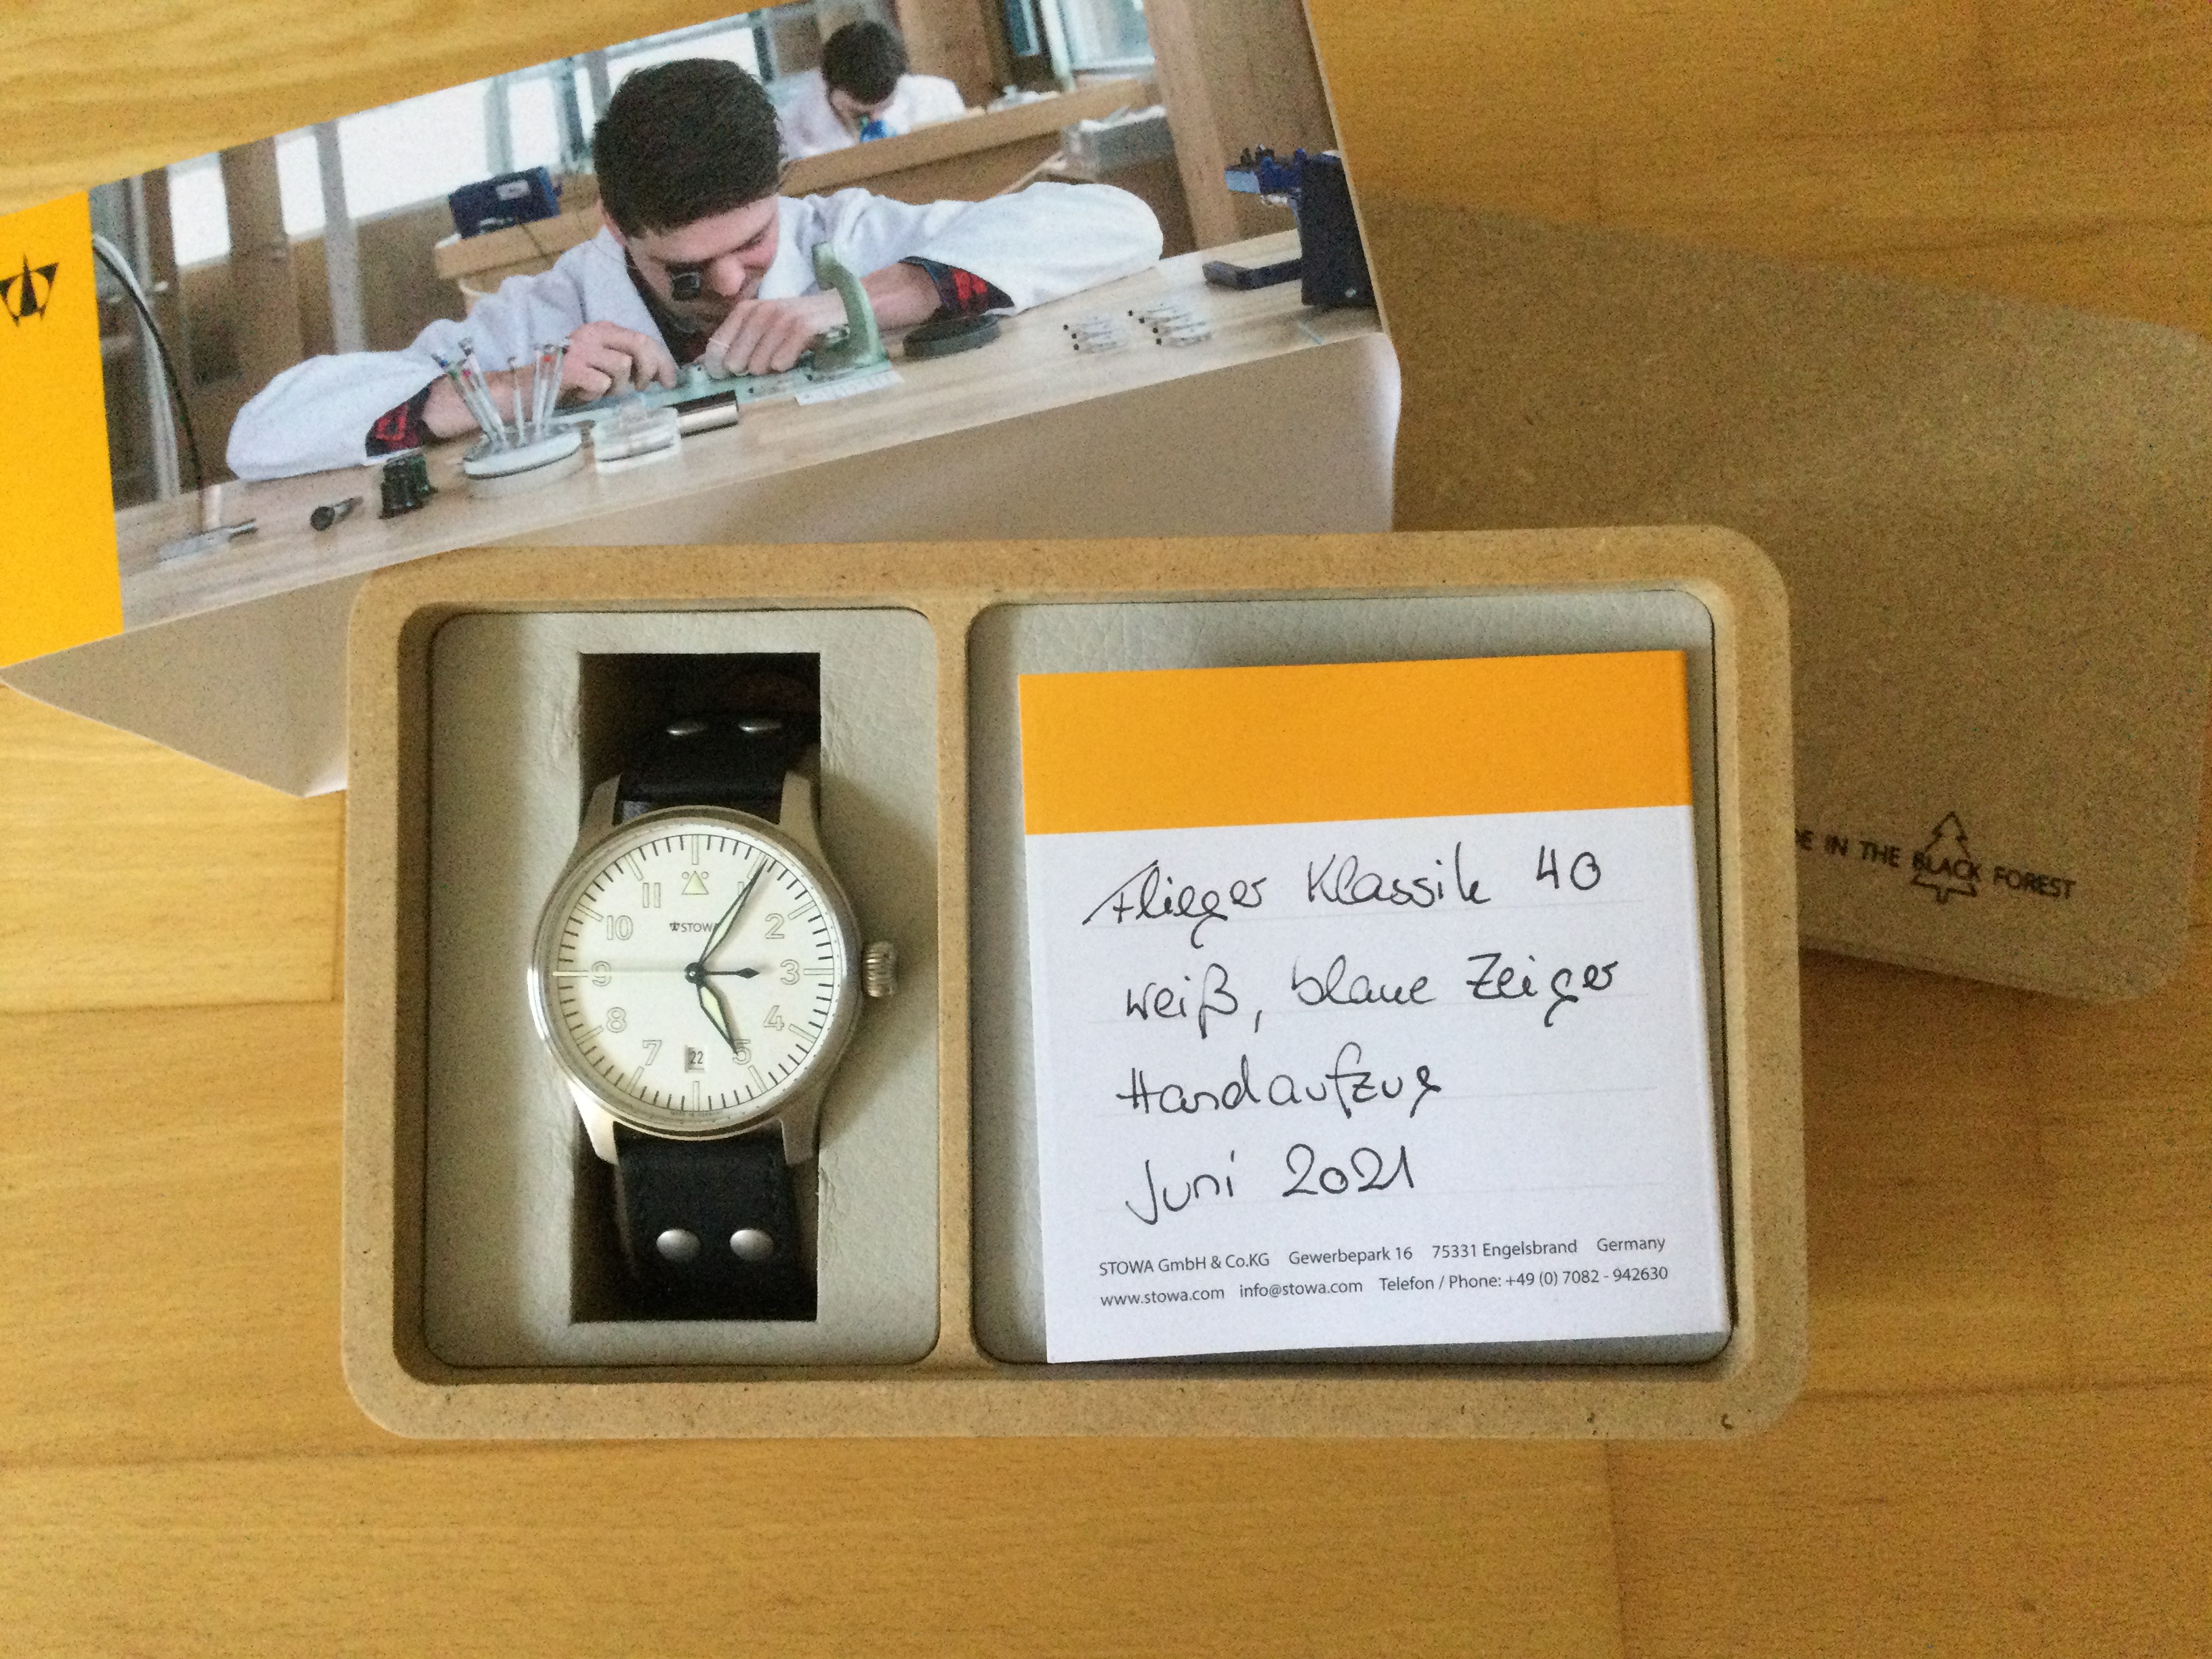 11
10
2
STOWA
9
3
8
4
7
22
5
Flieger Klassik 40
weiß, blaue Zeiger
Handaufzug
Juni 2021
STOWA GmbH & Co.KG Gewerbepark 16 75331 Engelsbrand Germany
www.stowa.com info@stowa.com Telefon / Phone: +49 (0) 7082 - 942630
IN THE BLACK FOREST